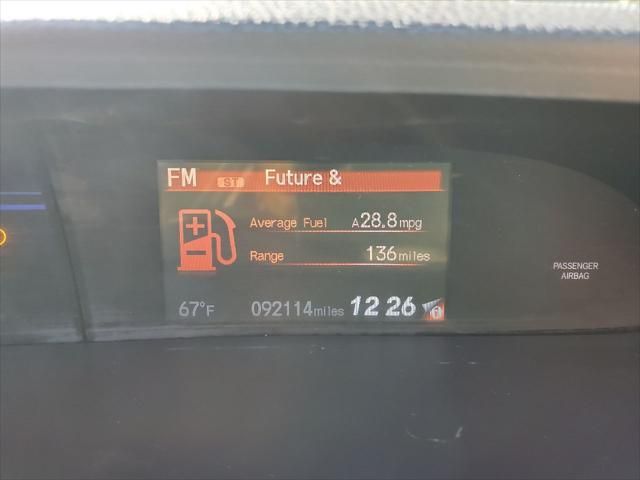 FM ST Future &
Average Fuel A28.8mpg
Range 136miles
67°F 092114miles 12 26
PASSENGER
AIRBAG